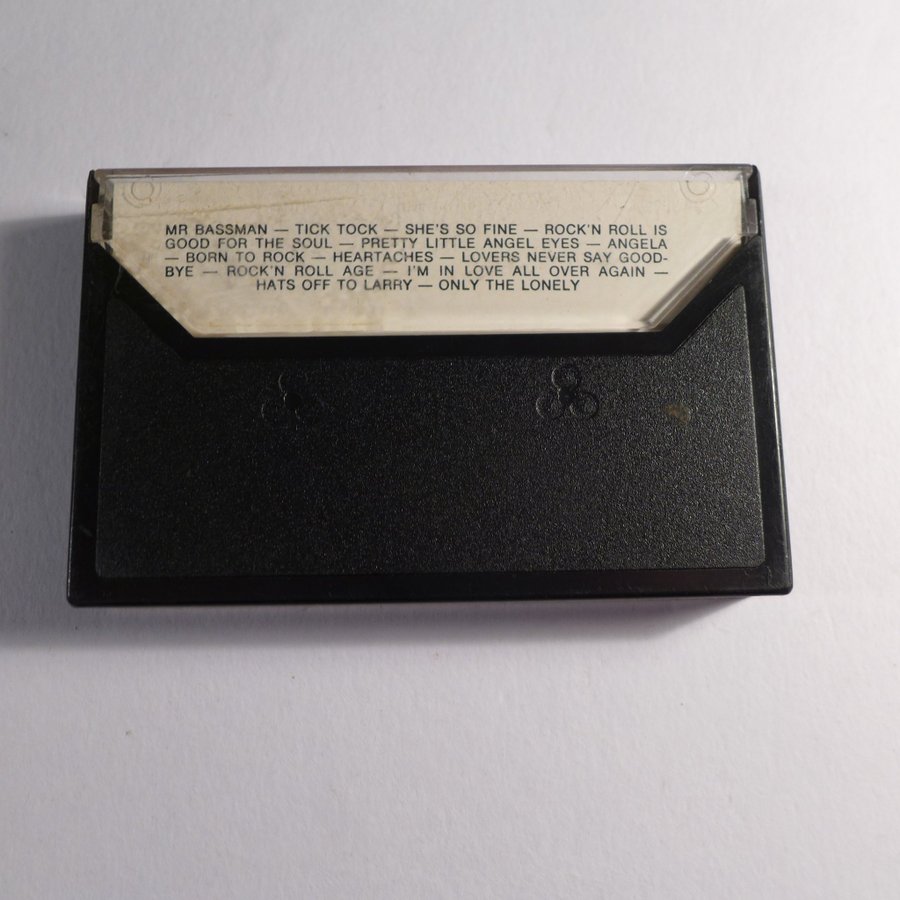 MR BASSMAN — TICK TOCK — SHE'S SO FINE — ROCK'N ROLL IS
GOOD FOR THE SOUL — PRETTY LITTLE ANGEL EYES — ANGELA
— BORN TO ROCK — HEARTACHES — LOVERS NEVER SAY GOOD-
BYE — ROCK'N ROLL AGE — I'M IN LOVE ALL OVER AGAIN —
HATS OFF TO LARRY — ONLY THE LONELY